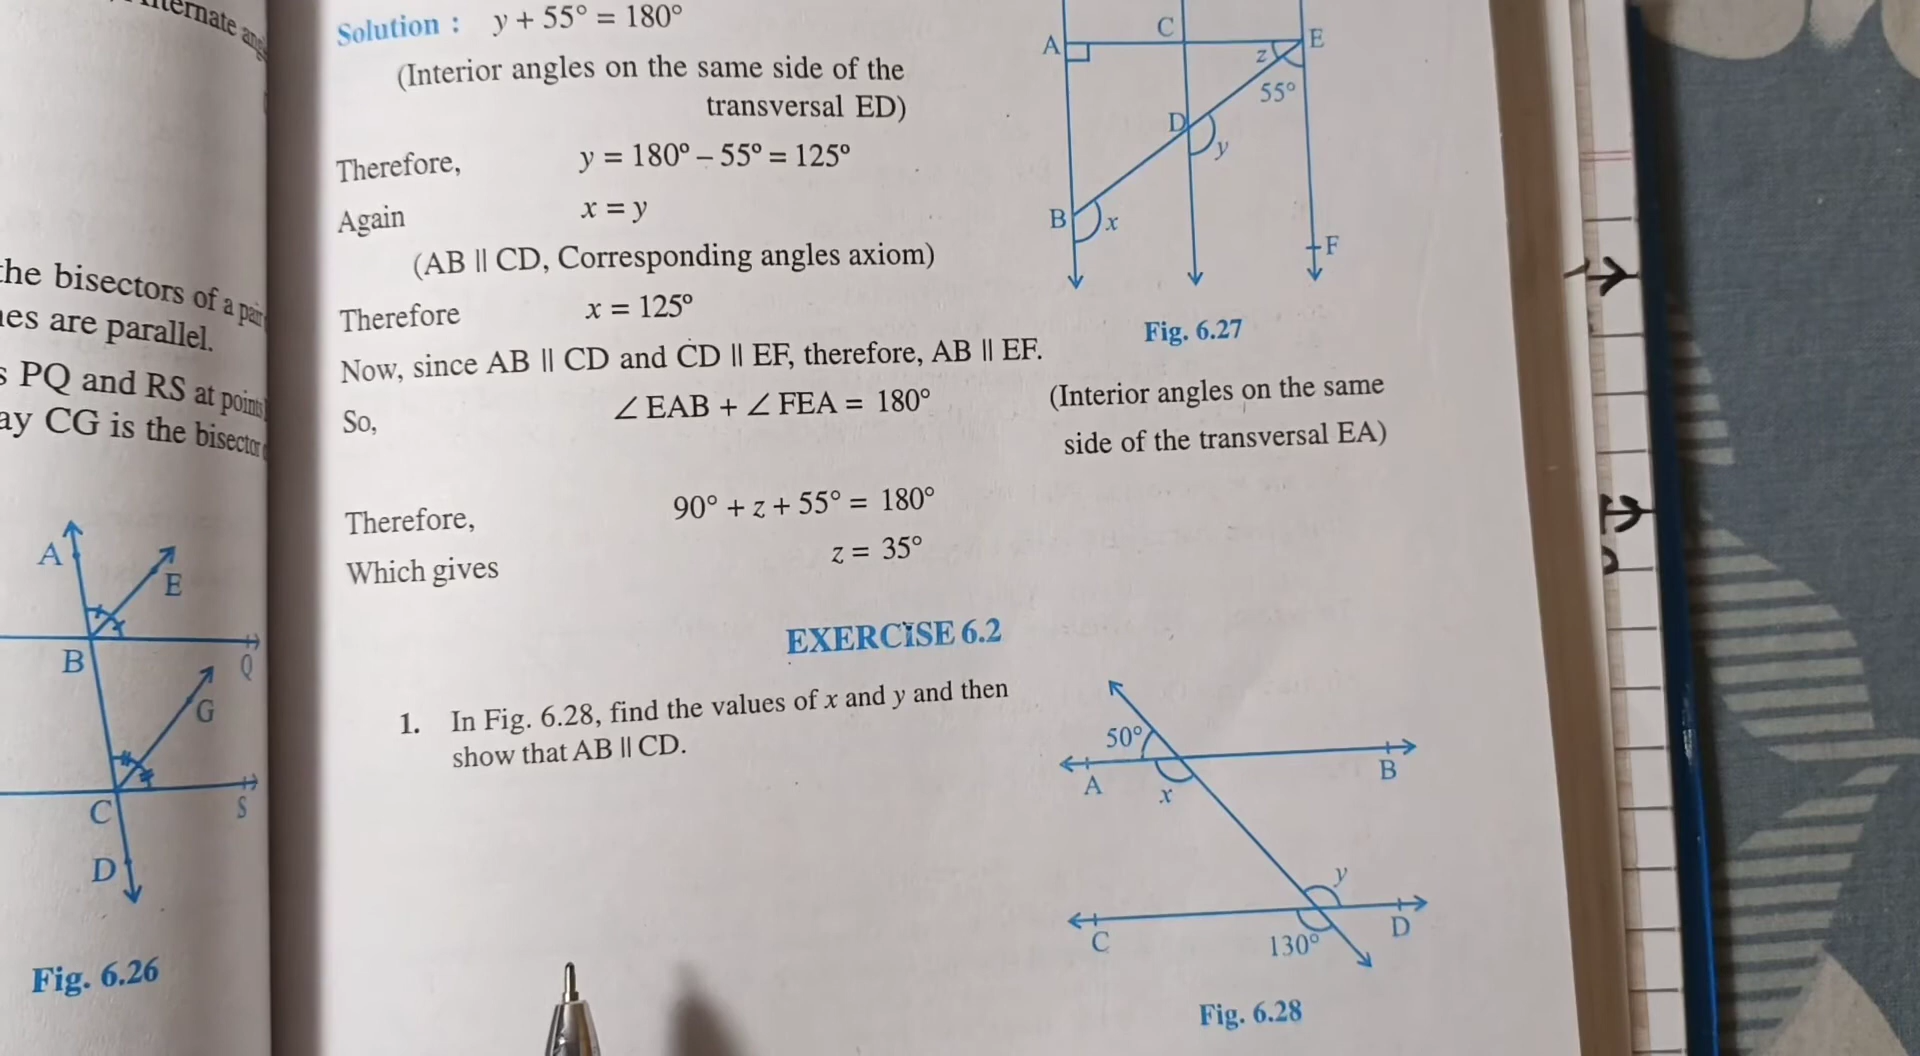 he bisectors of a pair
es are parallel.
PQ and RS at points
ay CG is the bisector
A
E
B
Q
G
C
S
D
Fig. 6.26
Solution : y + 55° = 180°
(Interior angles on the same side of the
transversal ED)
Therefore, y = 180° – 55° = 125°
Again x = y
(AB || CD, Corresponding angles axiom)
Therefore x = 125°
Now, since AB || CD and CD || EF, therefore, AB || EF.
So, ∠ EAB + ∠ FEA = 180° (Interior angles on the same
side of the transversal EA)
Therefore, 90° + z + 55° = 180°
Which gives z = 35°
A C E
z
55°
D
y
B x
F
Fig. 6.27
EXERCISE 6.2
1. In Fig. 6.28, find the values of x and y and then
show that AB || CD.
50°
A x B
y
C 130° D
Fig. 6.28